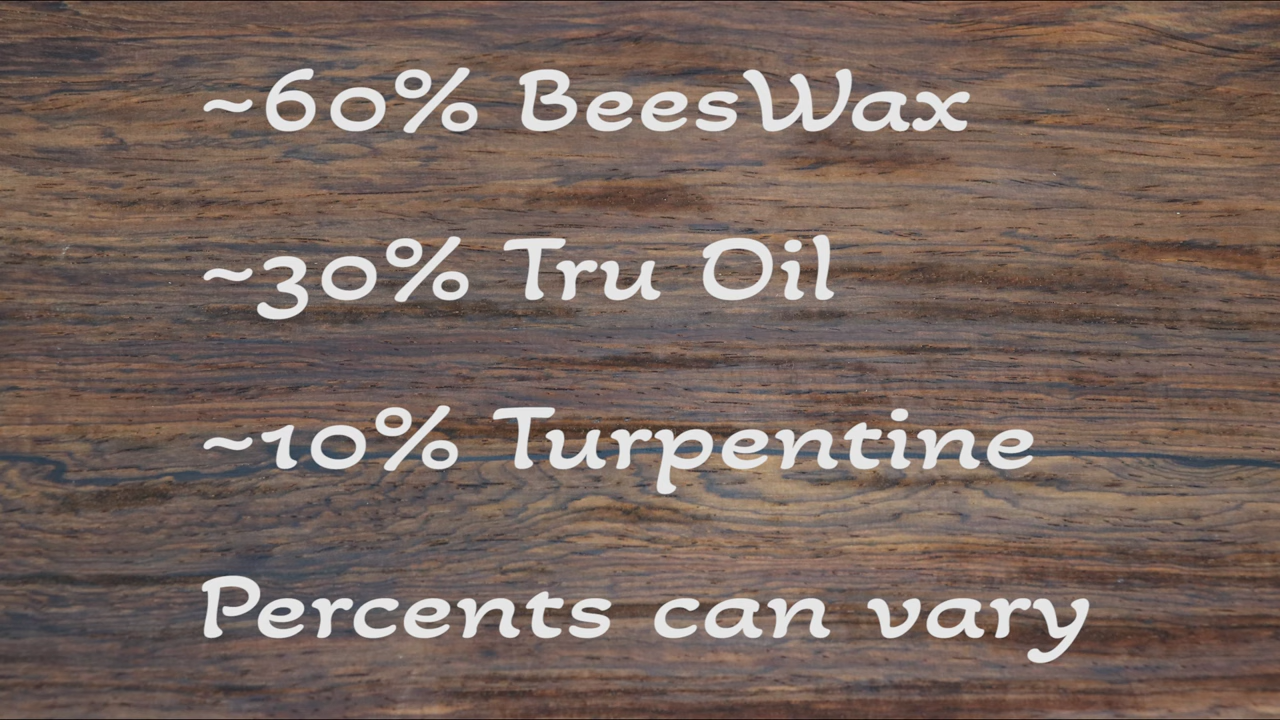 ~60% BeesWax
~30% Tru Oil
~10% Turpentine
Percents can vary